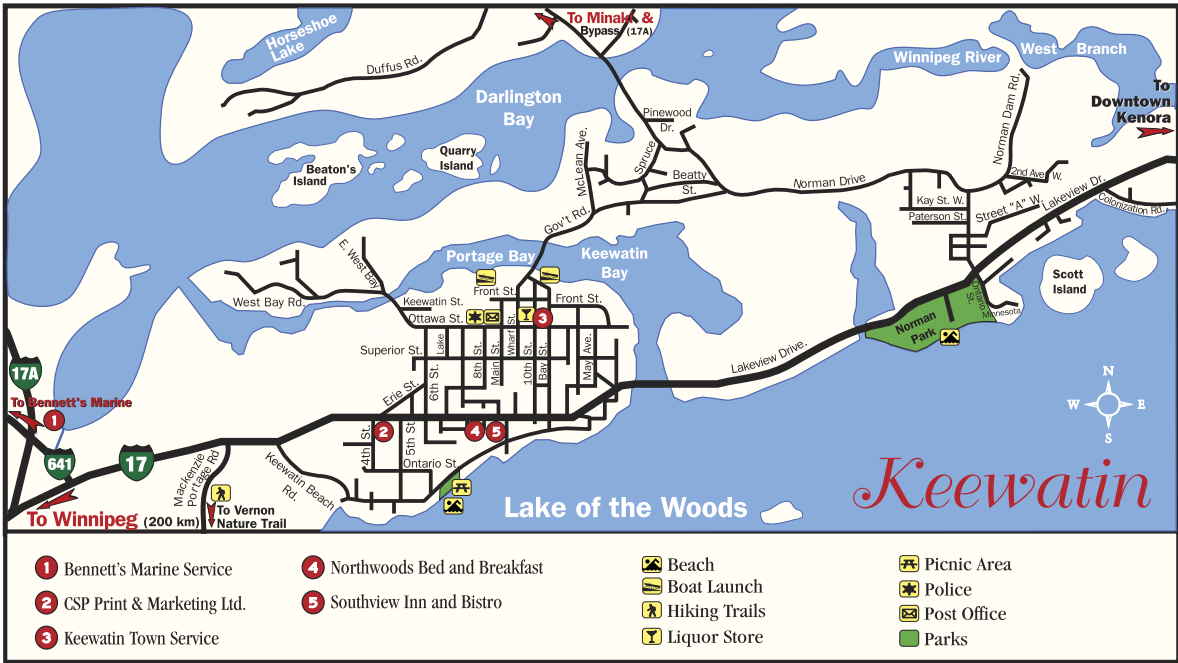 Horseshoe
Lake
To Minaki &
Bypass (17A)
Duffus Rd.
Darlington
Bay
Winnipeg River
West Branch
To
Downtown
Kenora
Pinewood
Dr.
Norman Dam Rd.
McLean Ave.
Spruce
Quarry
Island
Beaton's
Island
Beatty
St.
Norman Drive
2nd Ave W.
Kay St. W.
Paterson St.
Street "A" W.
Lakeview Dr.
Colonization Rd.
Gov't Rd.
E. West Bay
Portage Bay
Keewatin
Bay
West Bay Rd.
Keewatin St.
Front St.
Front St.
Ottawa St.
3
Scott
Island
Ontario
St.
Minnesota
Norman
Park
Superior St.
Lake
6th St.
8th St.
Main St.
Wharf St.
10th St.
Bay St.
May Ave.
Lakeview Drive.
17A
Erie St.
To Bennett's Marine
1
N
W
E
S
2
4
5
4th St.
5th St.
641
17
Mackenzie
Portage Rd
Keewatin Beach
Rd.
Ontario St.
Keewatin
To Winnipeg (200 km)
To Vernon
Nature Trail
Lake of the Woods
1 Bennett's Marine Service
2 CSP Print & Marketing Ltd.
3 Keewatin Town Service
4 Northwoods Bed and Breakfast
5 Southview Inn and Bistro
Beach
Boat Launch
Hiking Trails
Liquor Store
Picnic Area
Police
Post Office
Parks